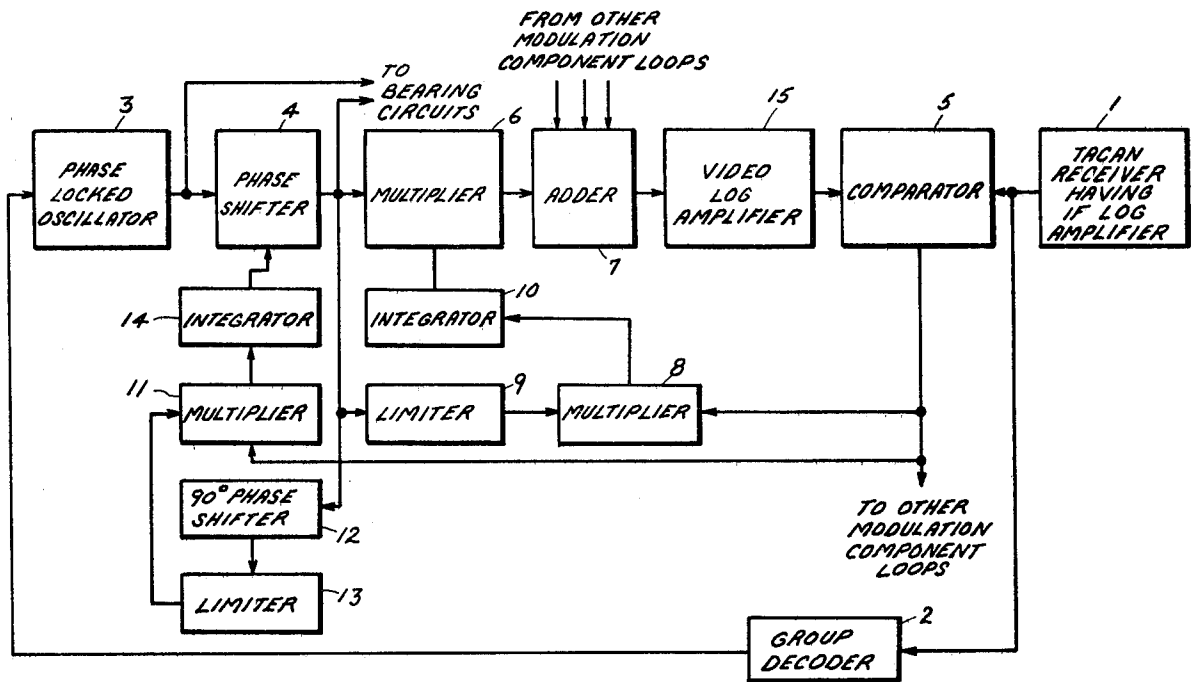 FROM OTHER
MODULATION
COMPONENT LOOPS
TO
BEARING
CIRCUITS
3
PHASE
LOCKED
OSCILLATOR
4
PHASE
SHIFTER
6
MULTIPLIER
ADDER
7
15
VIDEO
LOG
AMPLIFIER
5
COMPARATOR
1
TACAN
RECEIVER
HAVING
IF LOG
AMPLIFIER
14
INTEGRATOR
10
INTEGRATOR
11
MULTIPLIER
9
LIMITER
8
MULTIPLIER
90° PHASE
SHIFTER
12
LIMITER
13
TO OTHER
MODULATION
COMPONENT
LOOPS
2
GROUP
DECODER